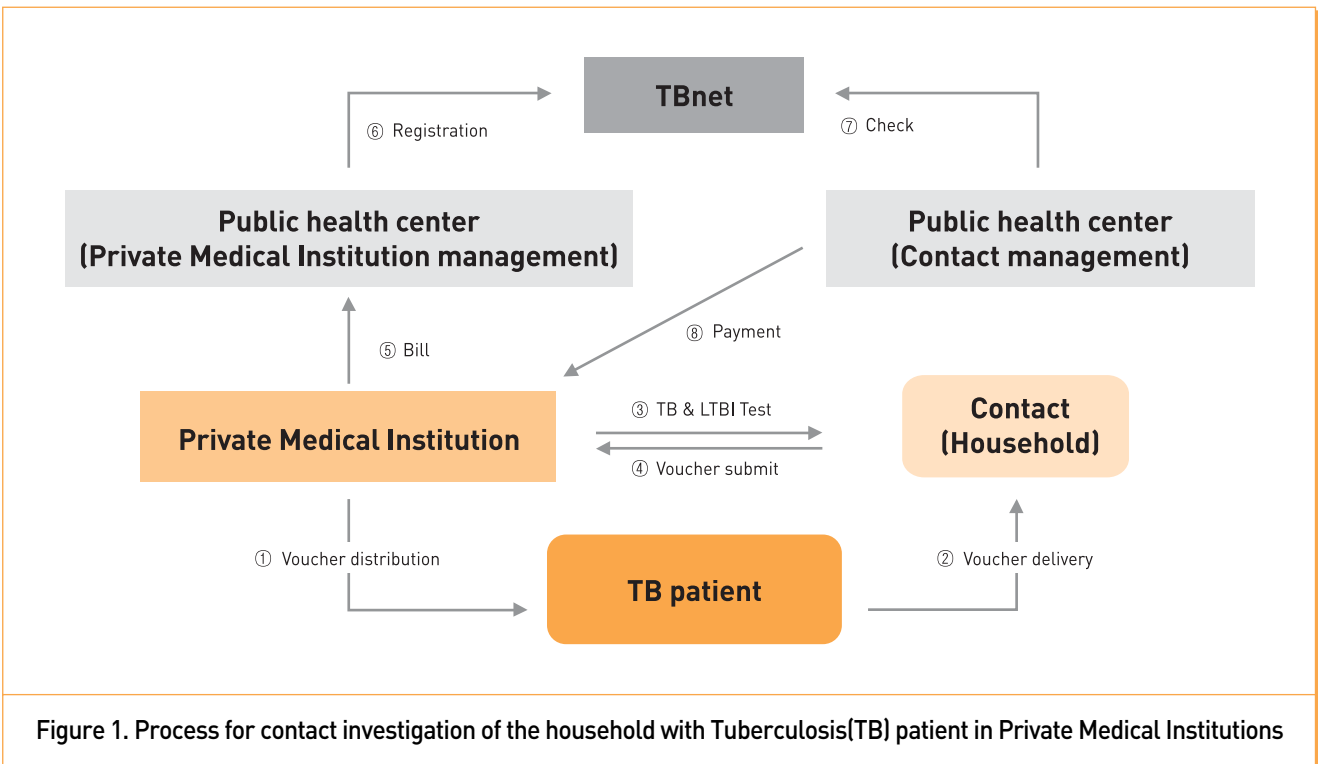 TBnet
⑥ Registration
⑦ Check
Public health center
(Private Medical Institution management)
Public health center
(Contact management)
⑧ Payment
⑤ Bill
Private Medical Institution
③ TB & LTBI Test
④ Voucher submit
Contact
(Household)
① Voucher distribution
TB patient
② Voucher delivery
Figure 1. Process for contact investigation of the household with Tuberculosis(TB) patient in Private Medical Institutions